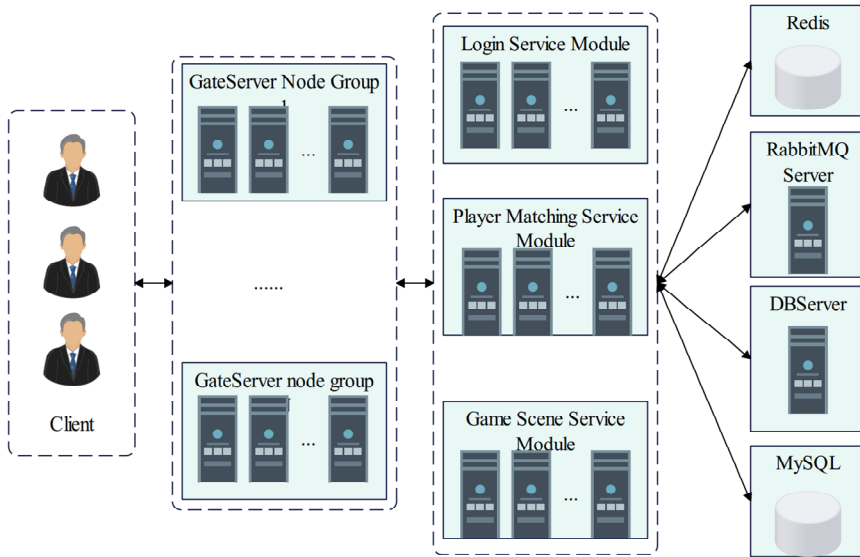 Client
GateServer Node Group
1
...
......
GateServer node group
...
Login Service Module
...
Player Matching Service
Module
...
Game Scene Service
Module
...
Redis
RabbitMQ
Server
DBServer
MySQL